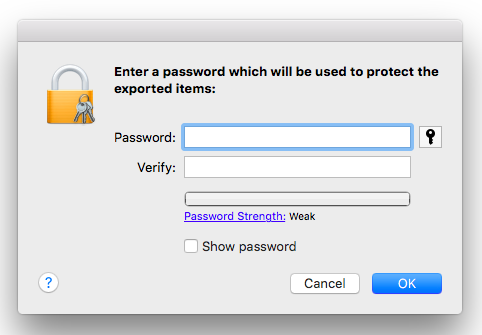 Enter a password which will be used to protect the
exported items:
Password:
Verify:
Password Strength: Weak
Show password
? Cancel OK